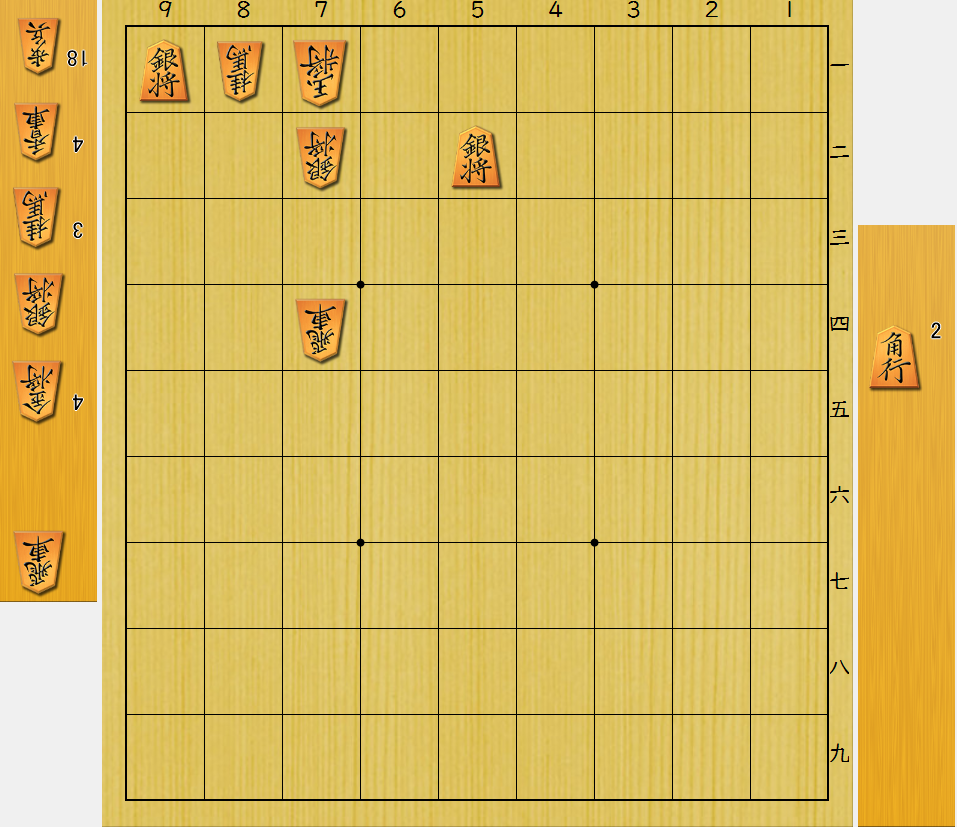 9 8 7 6 5 4 3 2 1
歩兵 18
香車 4
桂馬 3
銀将
金将 4
飛車
銀将 桂馬 玉将 一
銀将 銀将 二
三
飛車 四
五
六
七
八
九
角行 2